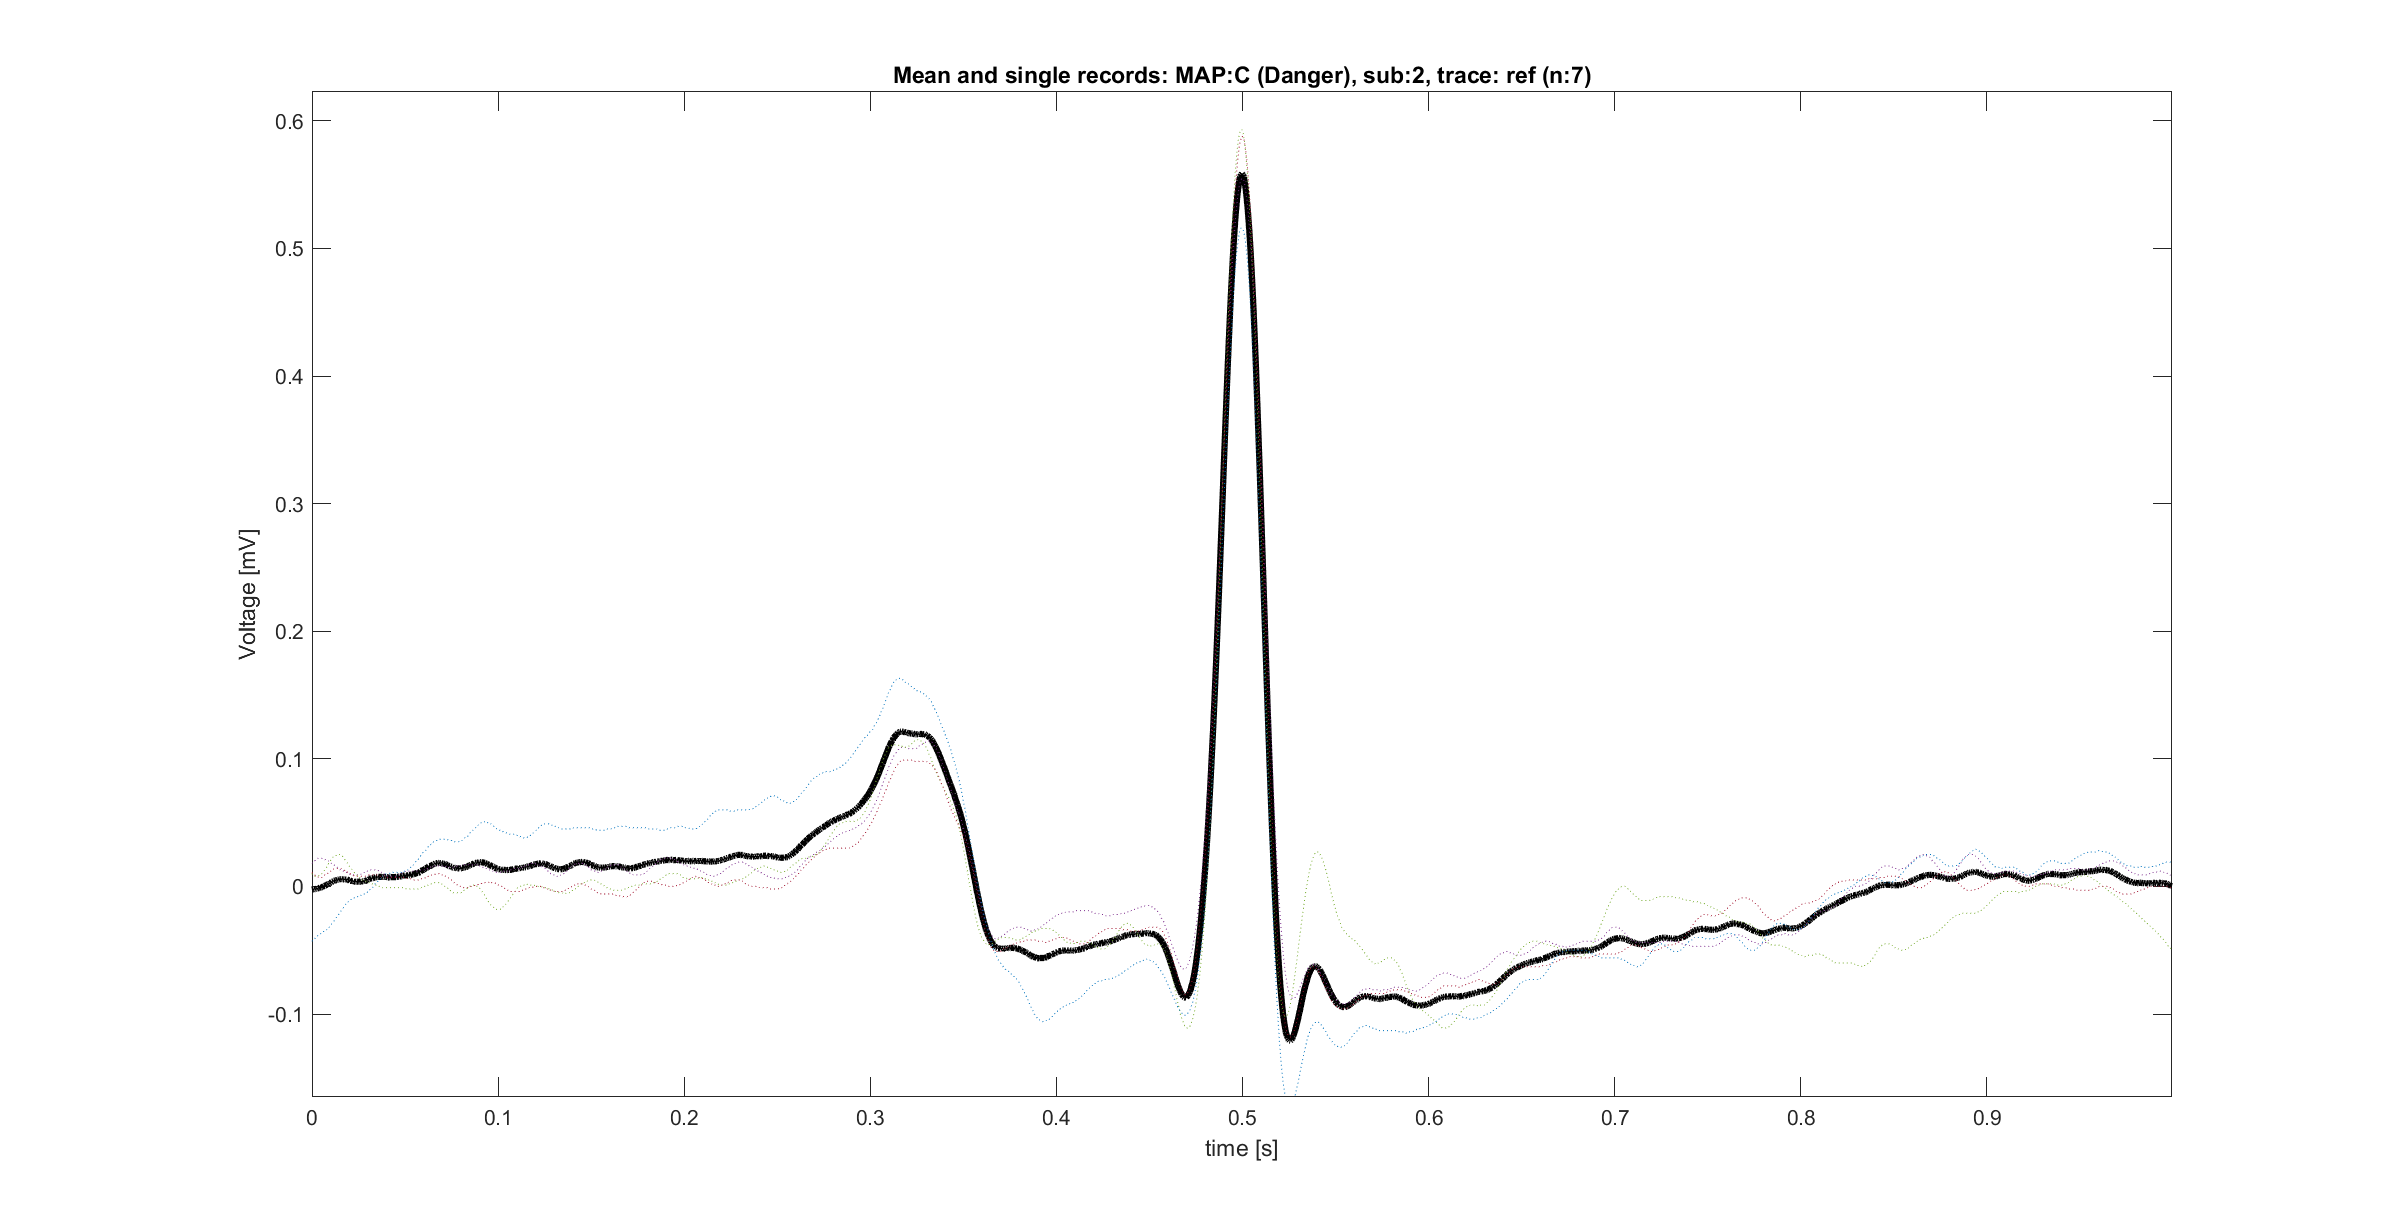 Mean and single records: MAP:C (Danger), sub:2, trace: ref (n:7)
0.6
0.5
0.4
0.3
0.2
0.1
0
-0.1
Voltage [mV]
0 0.1 0.2 0.3 0.4 0.5 0.6 0.7 0.8 0.9
time [s]